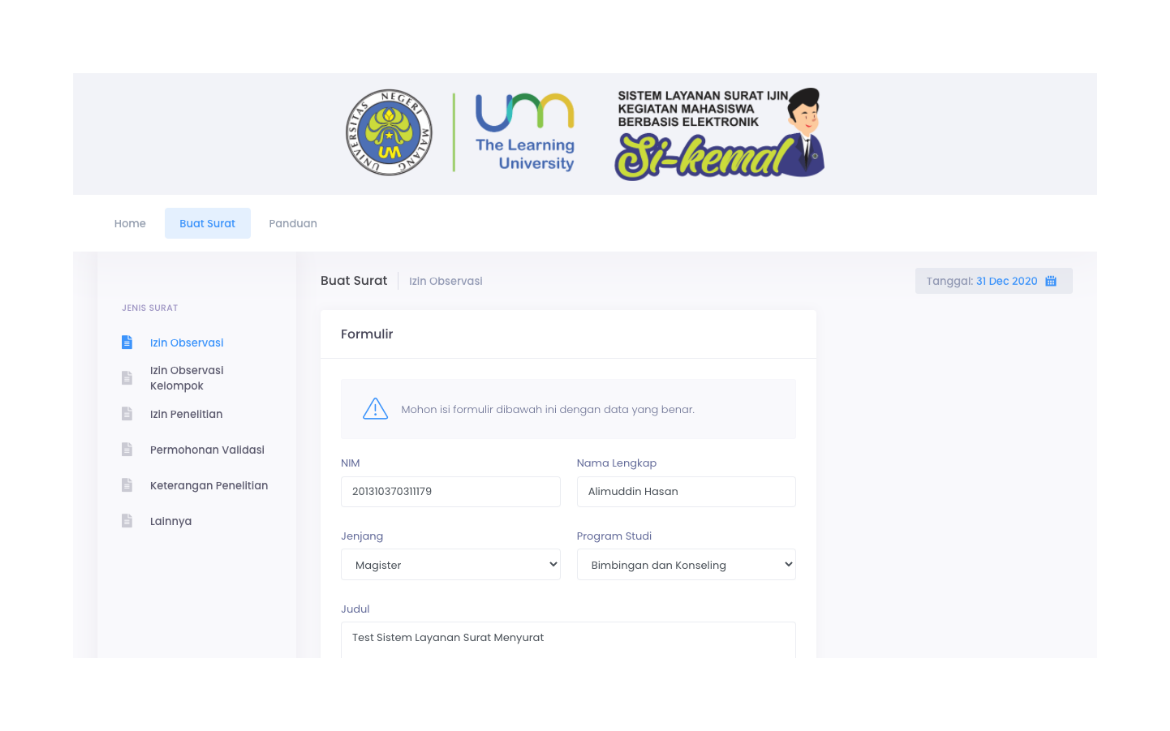 UNIVERSITAS NEGERI MALANG
UM
um
The Learning
University
SISTEM LAYANAN SURAT IJIN
KEGIATAN MAHASISWA
BERBASIS ELEKTRONIK
Si-kemal
Home
Buat Surat
Panduan
Buat Surat
Izin Observasi
Tanggal: 31 Dec 2020
JENIS SURAT
Izin Observasi
Izin Observasi
Kelompok
Izin Penelitian
Permohonan Validasi
Keterangan Penelitian
Lainnya
Formulir
Mohon isi formulir dibawah ini dengan data yang benar.
NIM
Nama Lengkap
201310370311179
Alimuddin Hasan
Jenjang
Program Studi
Magister
Bimbingan dan Konseling
Judul
Test Sistem Layanan Surat Menyurat